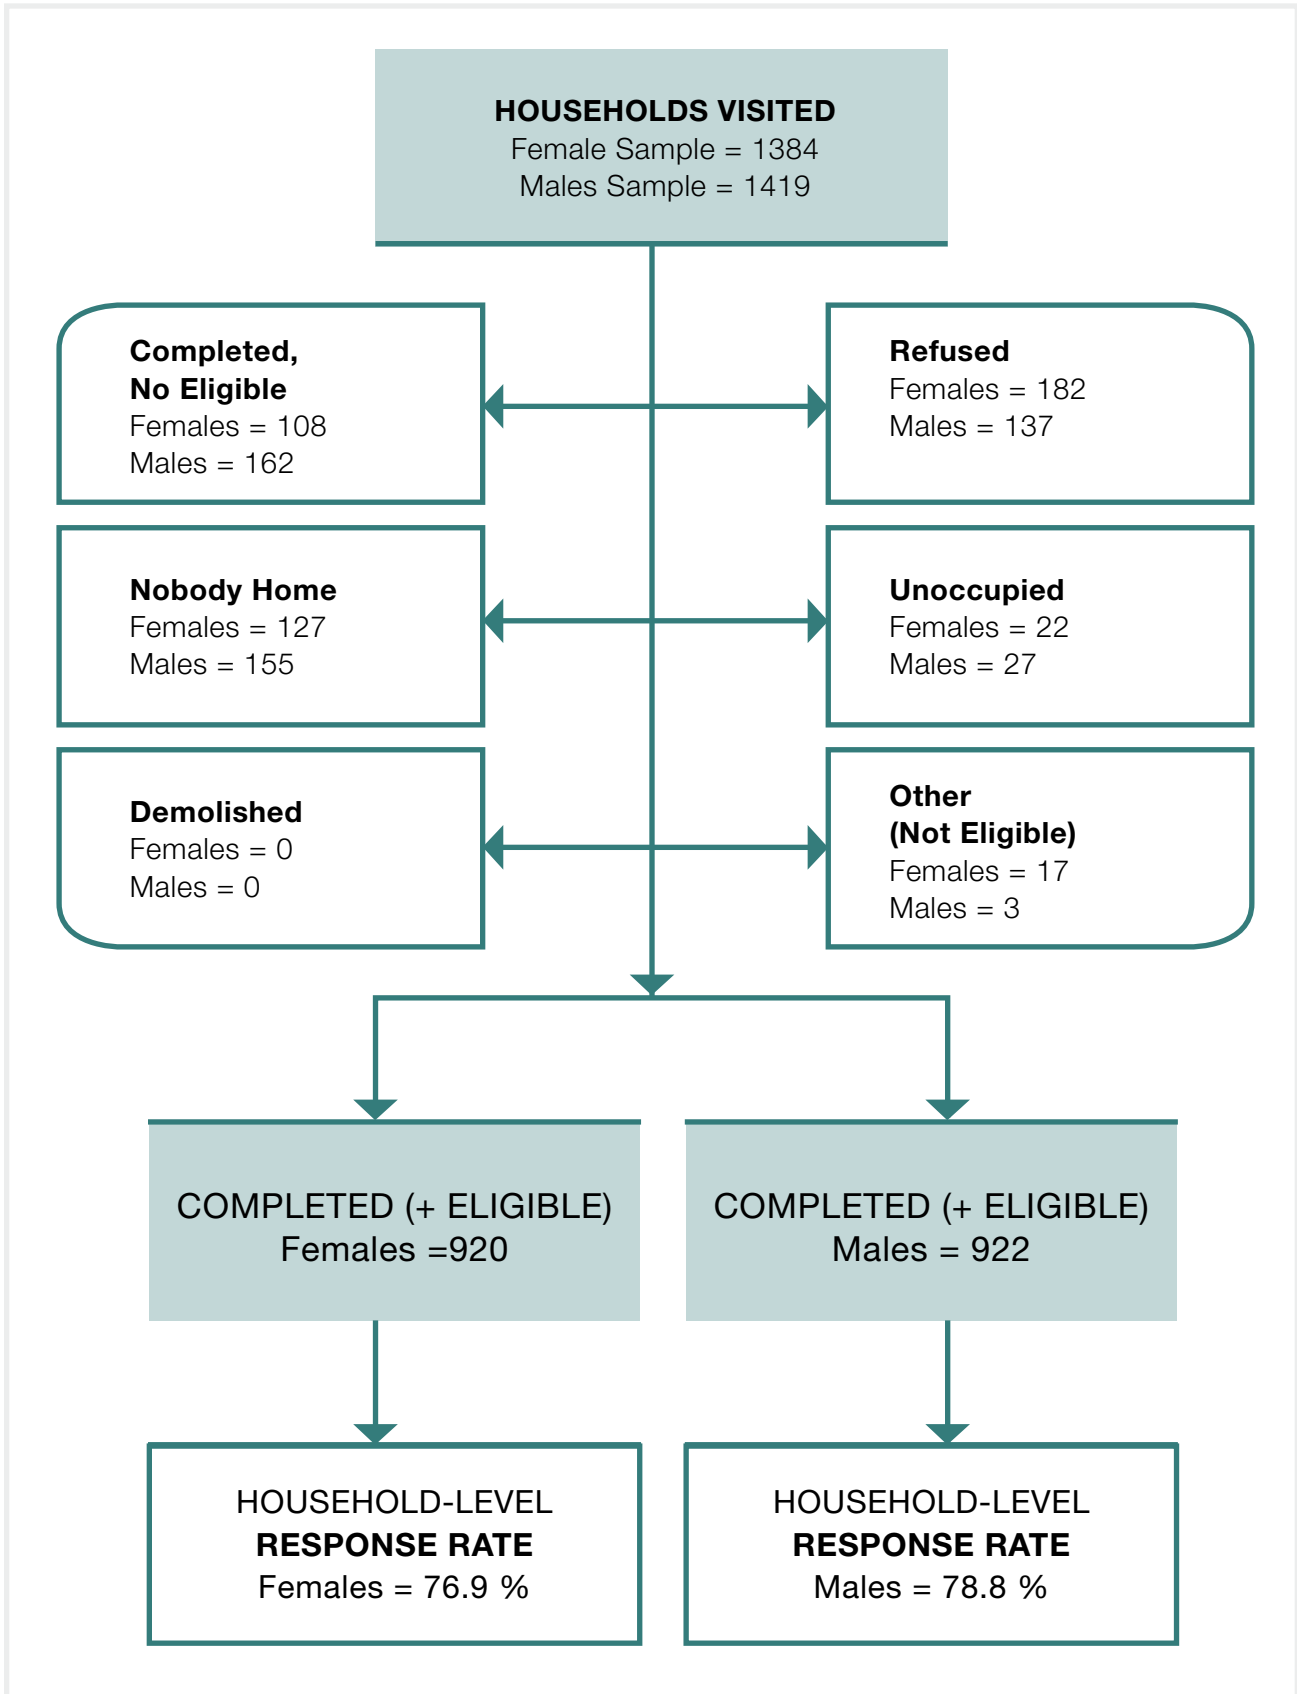 HOUSEHOLDS VISITED
Female Sample = 1384
Males Sample = 1419
Completed,
No Eligible
Females = 108
Males = 162
Refused
Females = 182
Males = 137
Nobody Home
Females = 127
Males = 155
Unoccupied
Females = 22
Males = 27
Demolished
Females = 0
Males = 0
Other
(Not Eligible)
Females = 17
Males = 3
COMPLETED (+ ELIGIBLE)
Females =920
COMPLETED (+ ELIGIBLE)
Males = 922
HOUSEHOLD-LEVEL
RESPONSE RATE
Females = 76.9 %
HOUSEHOLD-LEVEL
RESPONSE RATE
Males = 78.8 %